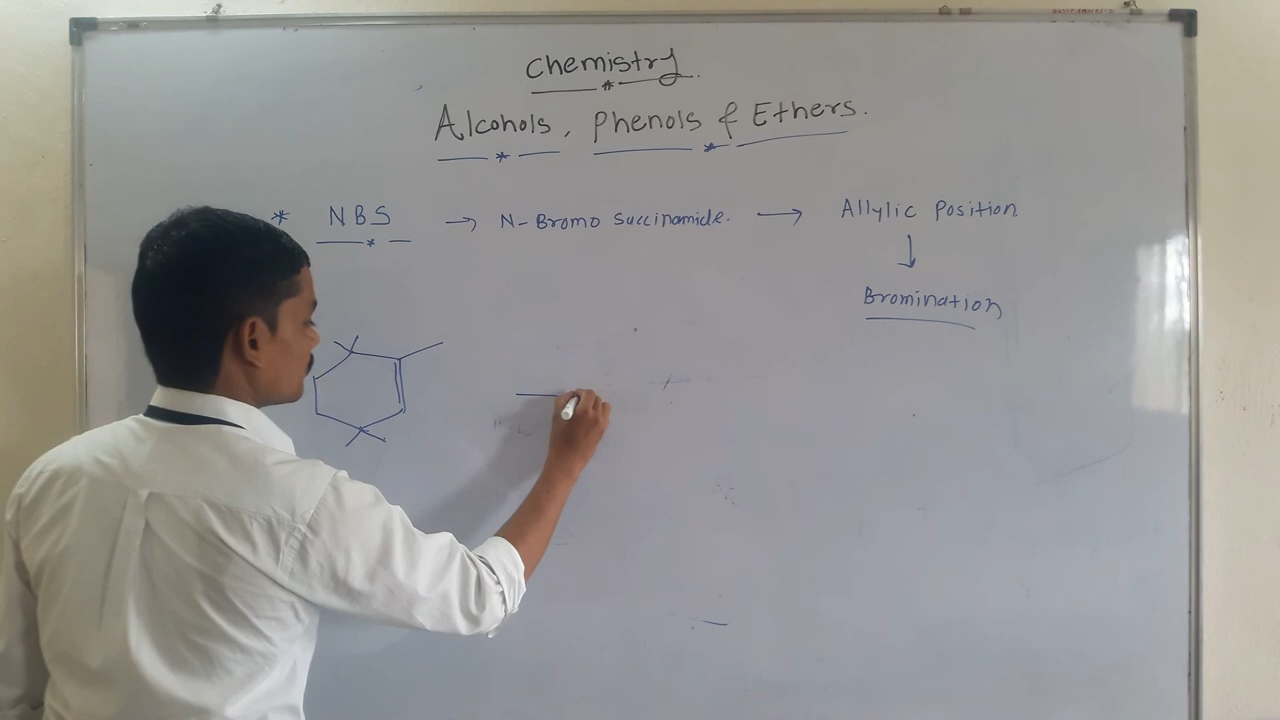 Chemistry.
Alcohols, Phenols & Ethers.
* NBS → N-Bromo Succinamide. → Allylic Position
↓
Bromination